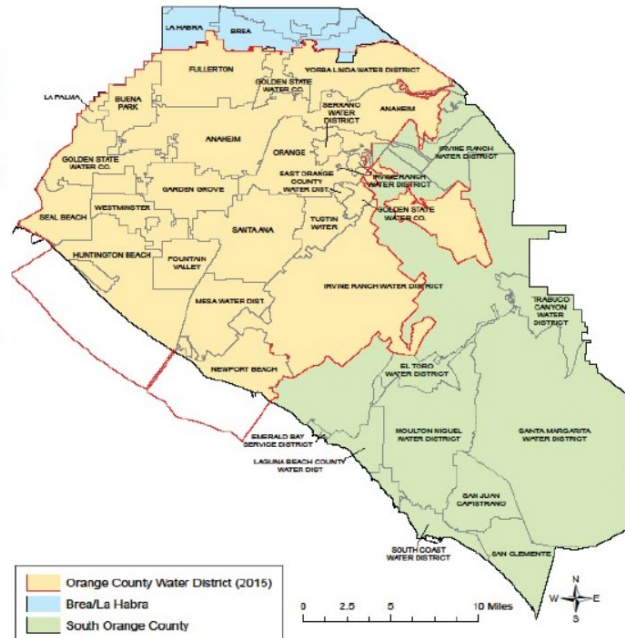 LA HABRA
BREA
FULLERTON
YORBA LINDA WATER DISTRICT
GOLDEN STATE
WATER CO.
LA PALMA
BUENA
PARK
SERRANO
WATER
DISTRICT
ANAHEIM
ANAHEIM
ORANGE
IRVINE RANCH
WATER DISTRICT
GOLDEN STATE
WATER CO.
EAST ORANGE
COUNTY
WATER DIST.
IRVINE RANCH
WATER DISTRICT
GARDEN GROVE
WESTMINSTER
GOLDEN STATE
WATER CO.
SEAL BEACH
SANTA ANA
TUSTIN
WATER
HUNTINGTON BEACH
FOUNTAIN
VALLEY
IRVINE RANCH WATER DISTRICT
MESA WATER DIST.
TRABUCO
CANYON
WATER
DISTRICT
NEWPORT BEACH
EL TORO
WATER DISTRICT
EMERALD BAY
SERVICE DISTRICT
MOULTON NIGUEL
WATER DISTRICT
SANTA MARGARITA
WATER DISTRICT
LAGUNA BEACH COUNTY
WATER DIST
SAN JUAN
CAPISTRANO
SOUTH COAST
WATER DISTRICT
SAN CLEMENTE
Orange County Water District (2015)
Brea/La Habra
South Orange County
0 2.5 5 10 Miles
N
W E
S